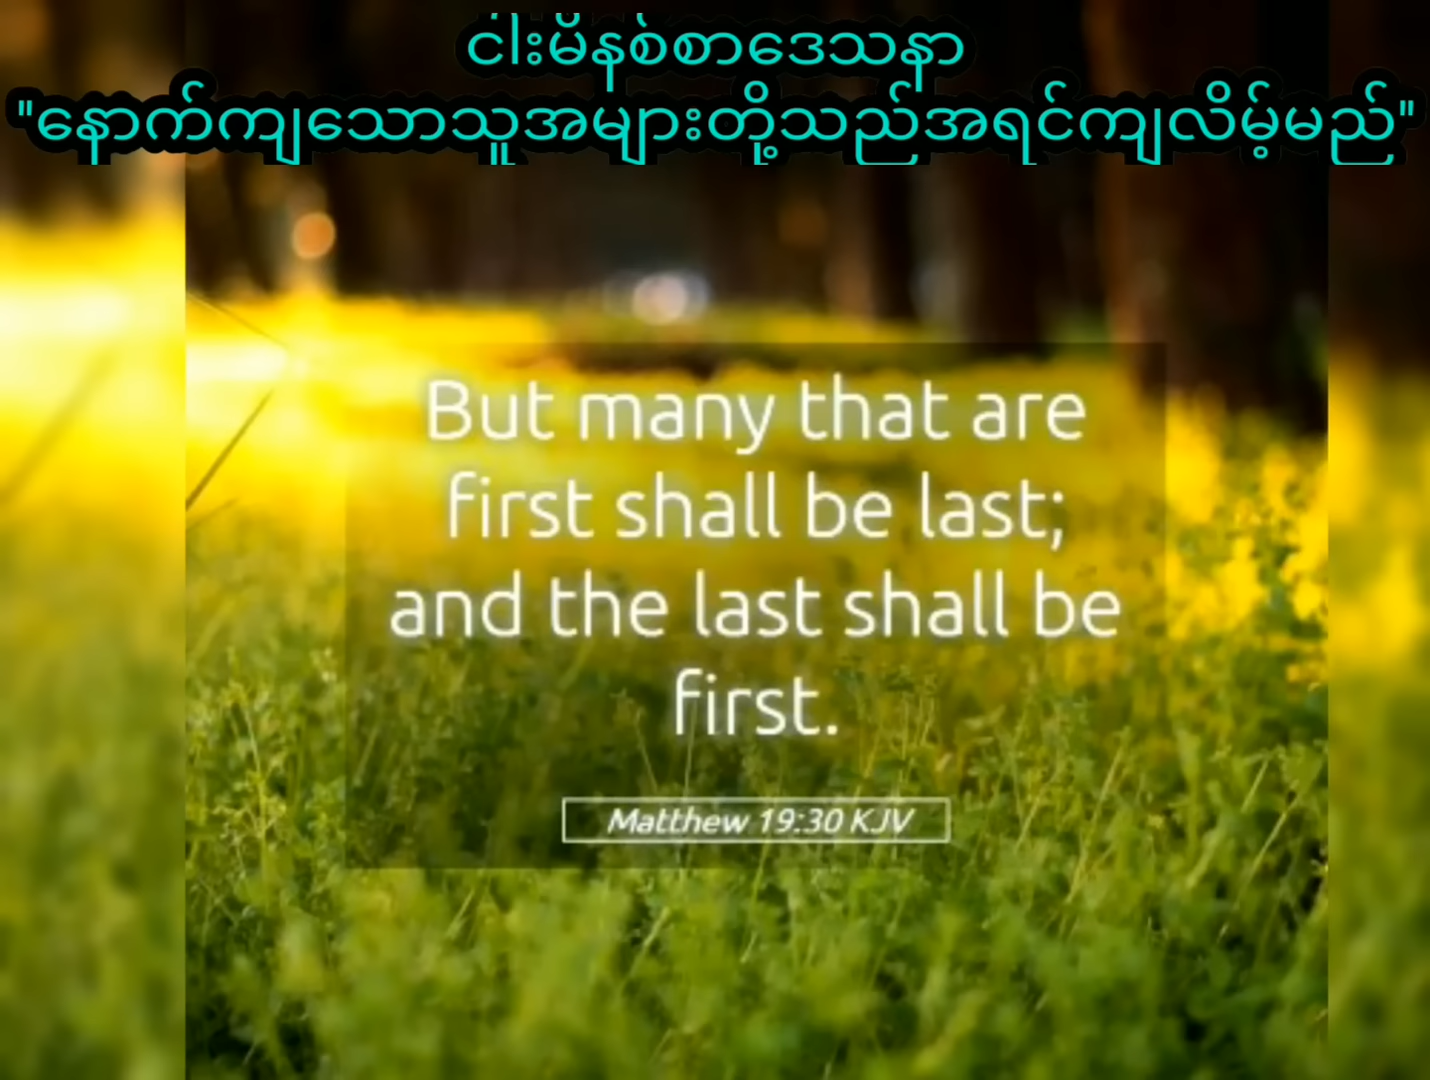 ငါးမိနစ်စာဒေသနာ
"နောက်ကျသောသူအများတို့သည်အရင်ကျလိမ့်မည်"
But many that are
first shall be last;
and the last shall be
first.
Matthew 19:30 KJV